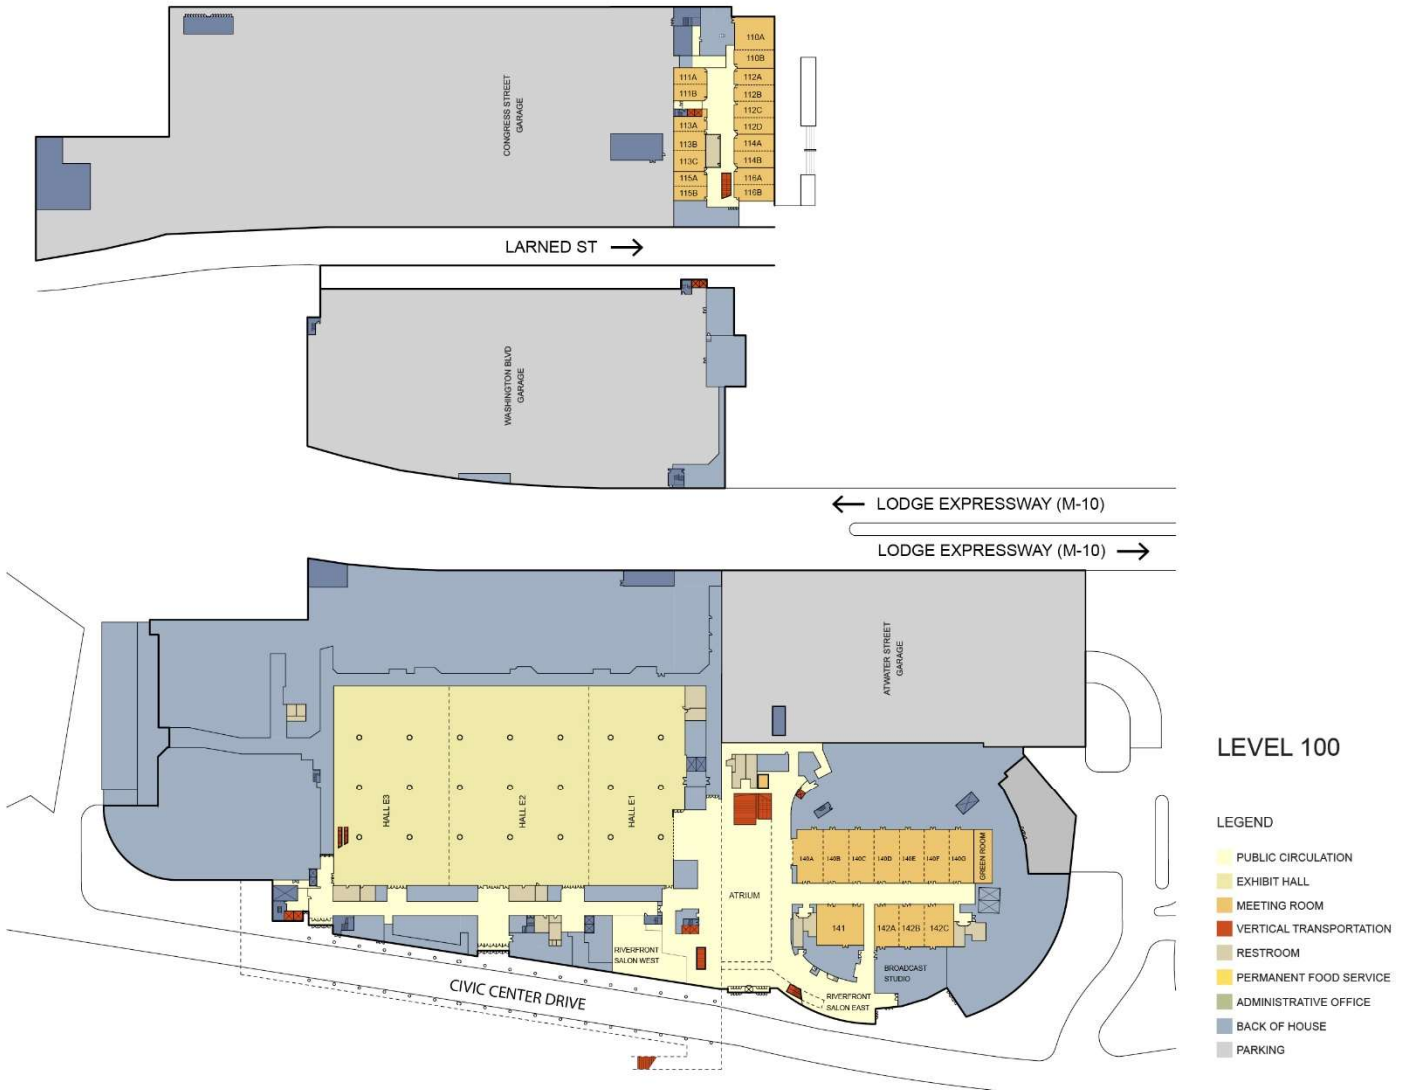 110A
110B
111A
112A
111B
112B
112C
113A
112D
113B
114A
113C
114B
115A
116A
115B
116B
CONGRESS STREET
GARAGE
LARNED ST
WASHINGTON BLVD
GARAGE
LODGE EXPRESSWAY (M-10)
LODGE EXPRESSWAY (M-10)
ATWATER STREET
GARAGE
HALL E3
HALL E2
HALL E1
140A
140B
140C
140D
140E
140F
140G
GREEN ROOM
ATRIUM
141
142A
142B
142C
RIVERFRONT
SALON WEST
BROADCAST
STUDIO
RIVERFRONT
SALON EAST
CIVIC CENTER DRIVE
LEVEL 100
LEGEND
PUBLIC CIRCULATION
EXHIBIT HALL
MEETING ROOM
VERTICAL TRANSPORTATION
RESTROOM
PERMANENT FOOD SERVICE
ADMINISTRATIVE OFFICE
BACK OF HOUSE
PARKING